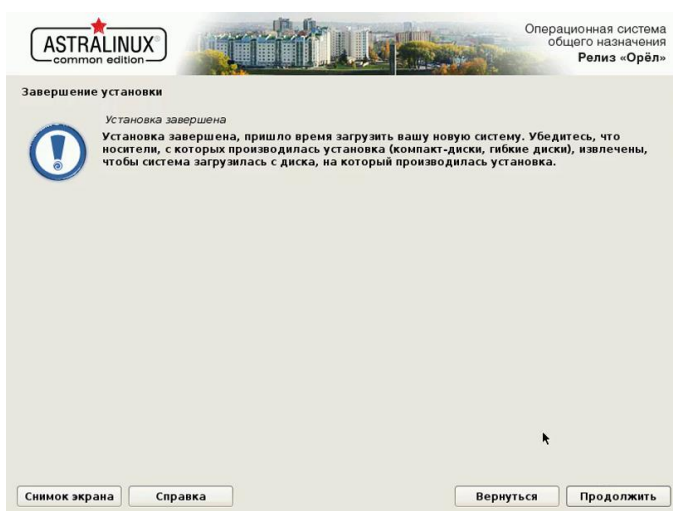 ASTRALINUX®
common edition
Операционная система
общего назначения
Релиз «Орёл»
Завершение установки
Установка завершена
Установка завершена, пришло время загрузить вашу новую систему. Убедитесь, что
носители, с которых производилась установка (компакт-диски, гибкие диски), извлечены,
чтобы система загрузилась с диска, на который производилась установка.
Снимок экрана
Справка
Вернуться
Продолжить